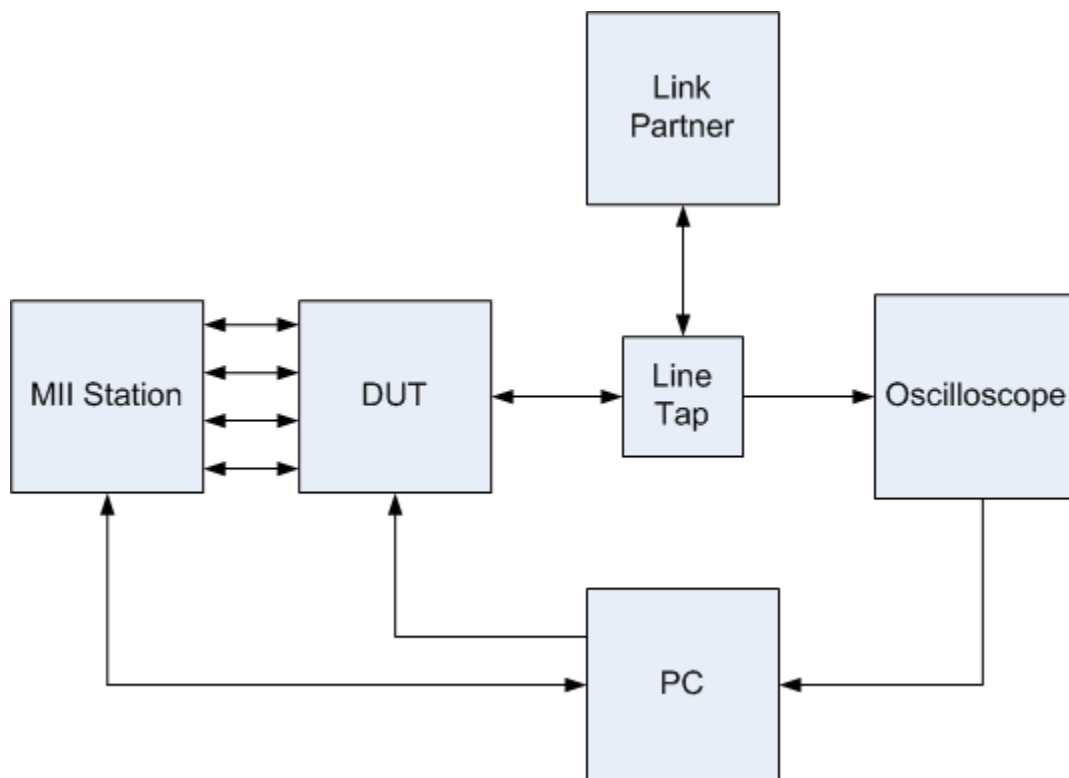 Link
Partner
MII Station
DUT
Line
Tap
Oscilloscope
PC